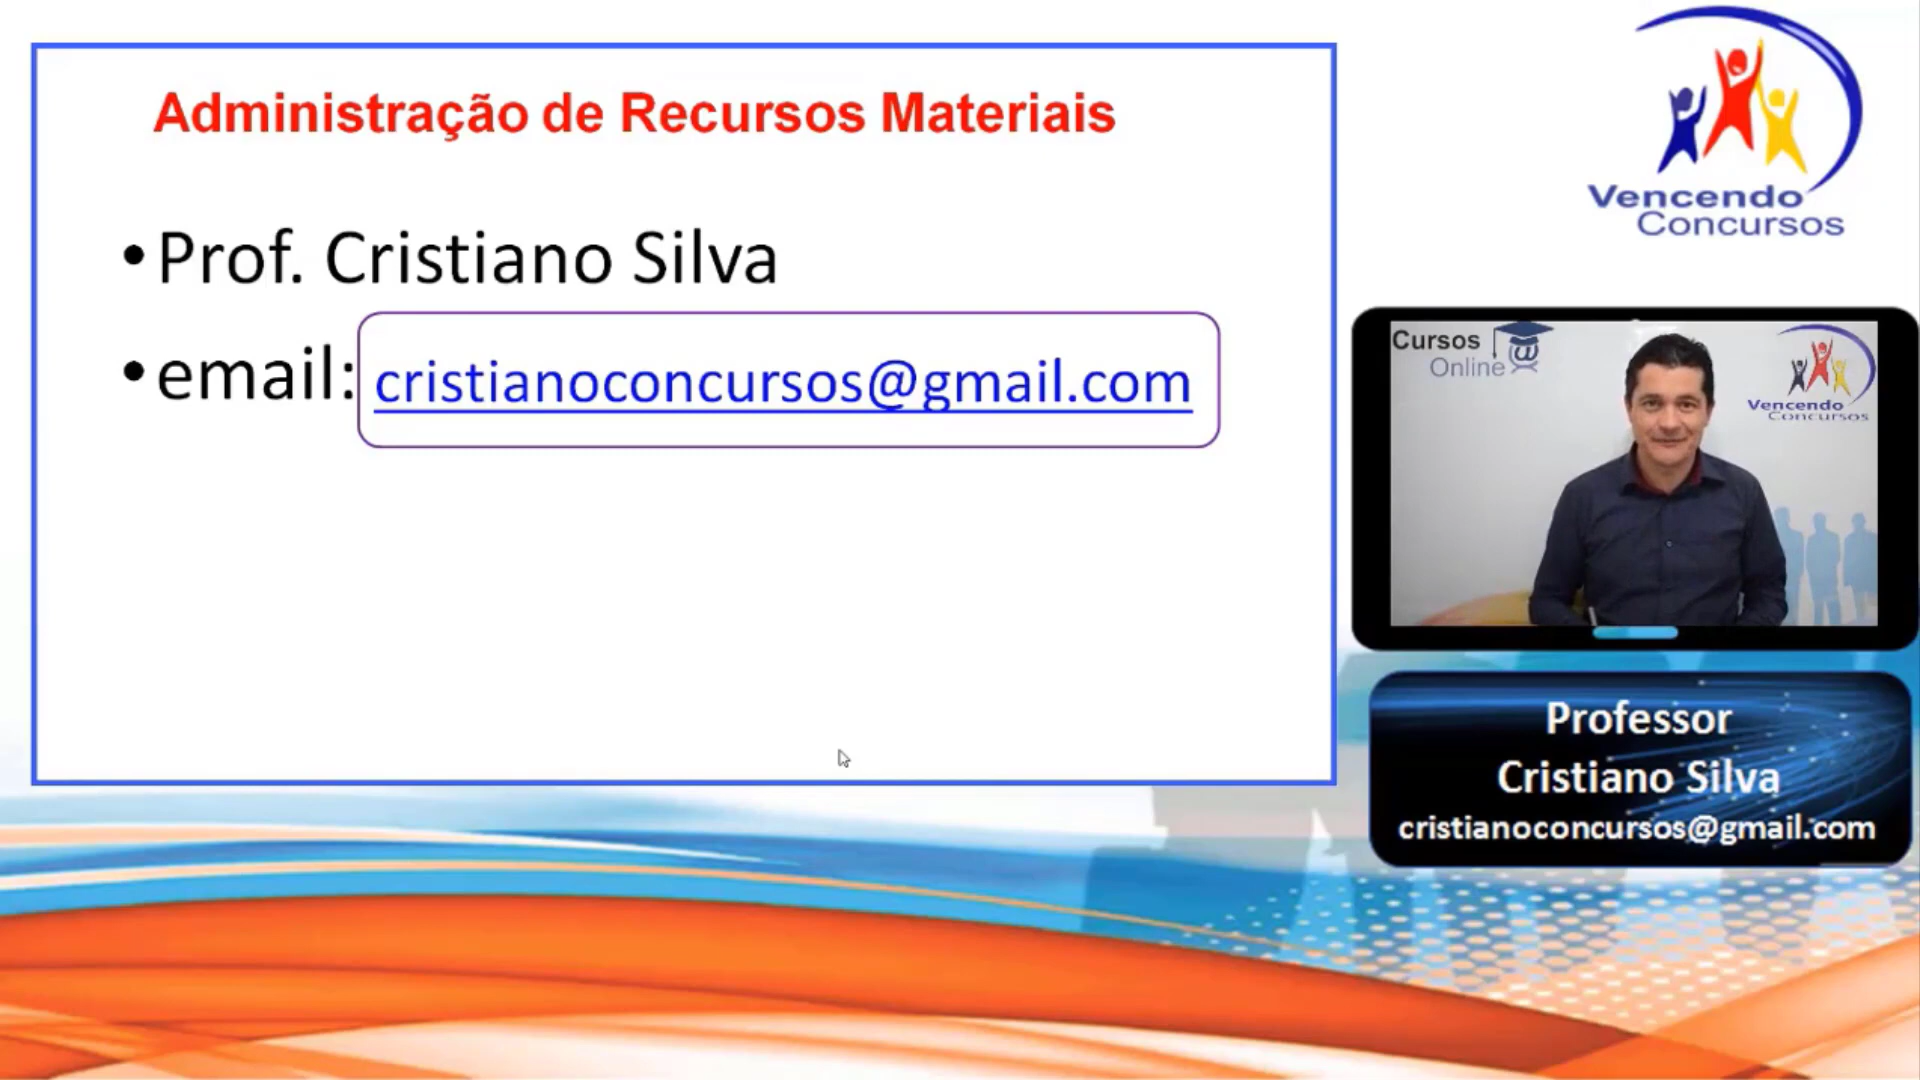 Administração de Recursos Materiais
• Prof. Cristiano Silva
• email: cristianoconcursos@gmail.com
Vencendo
Concursos
Cursos
Online
Vencendo
Concursos
Professor
Cristiano Silva
cristianoconcursos@gmail.com